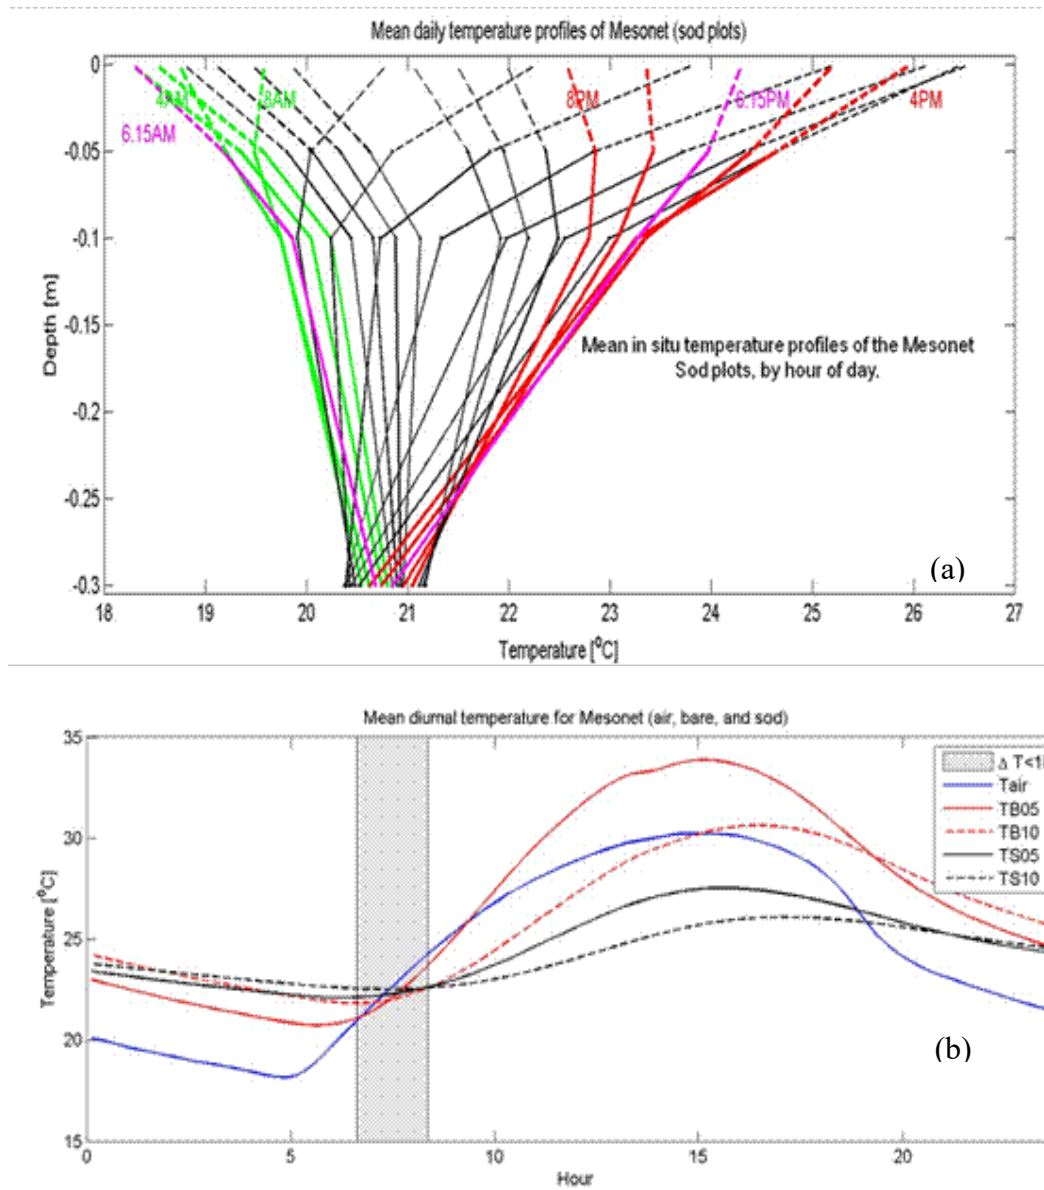 Mean daily temperature profiles of Mesonet (sod plots)
0
4AM
8AM
8PM
6.15PM
4PM
6.15AM
-0.05
-0.1
-0.15
-0.2
-0.25
-0.3
Depth [m]
Mean in situ temperature profiles of the Mesonet
Sod plots, by hour of day.
(a)
18 19 20 21 22 23 24 25 26 27
Temperature [⁰C]
Mean diurnal temperature for Mesonet (air, bare, and sod)
35
30
25
20
15
Temperature [⁰C]
Δ T<1
Tair
TB05
TB10
TS05
TS10
(b)
0 5 10 15 20
Hour